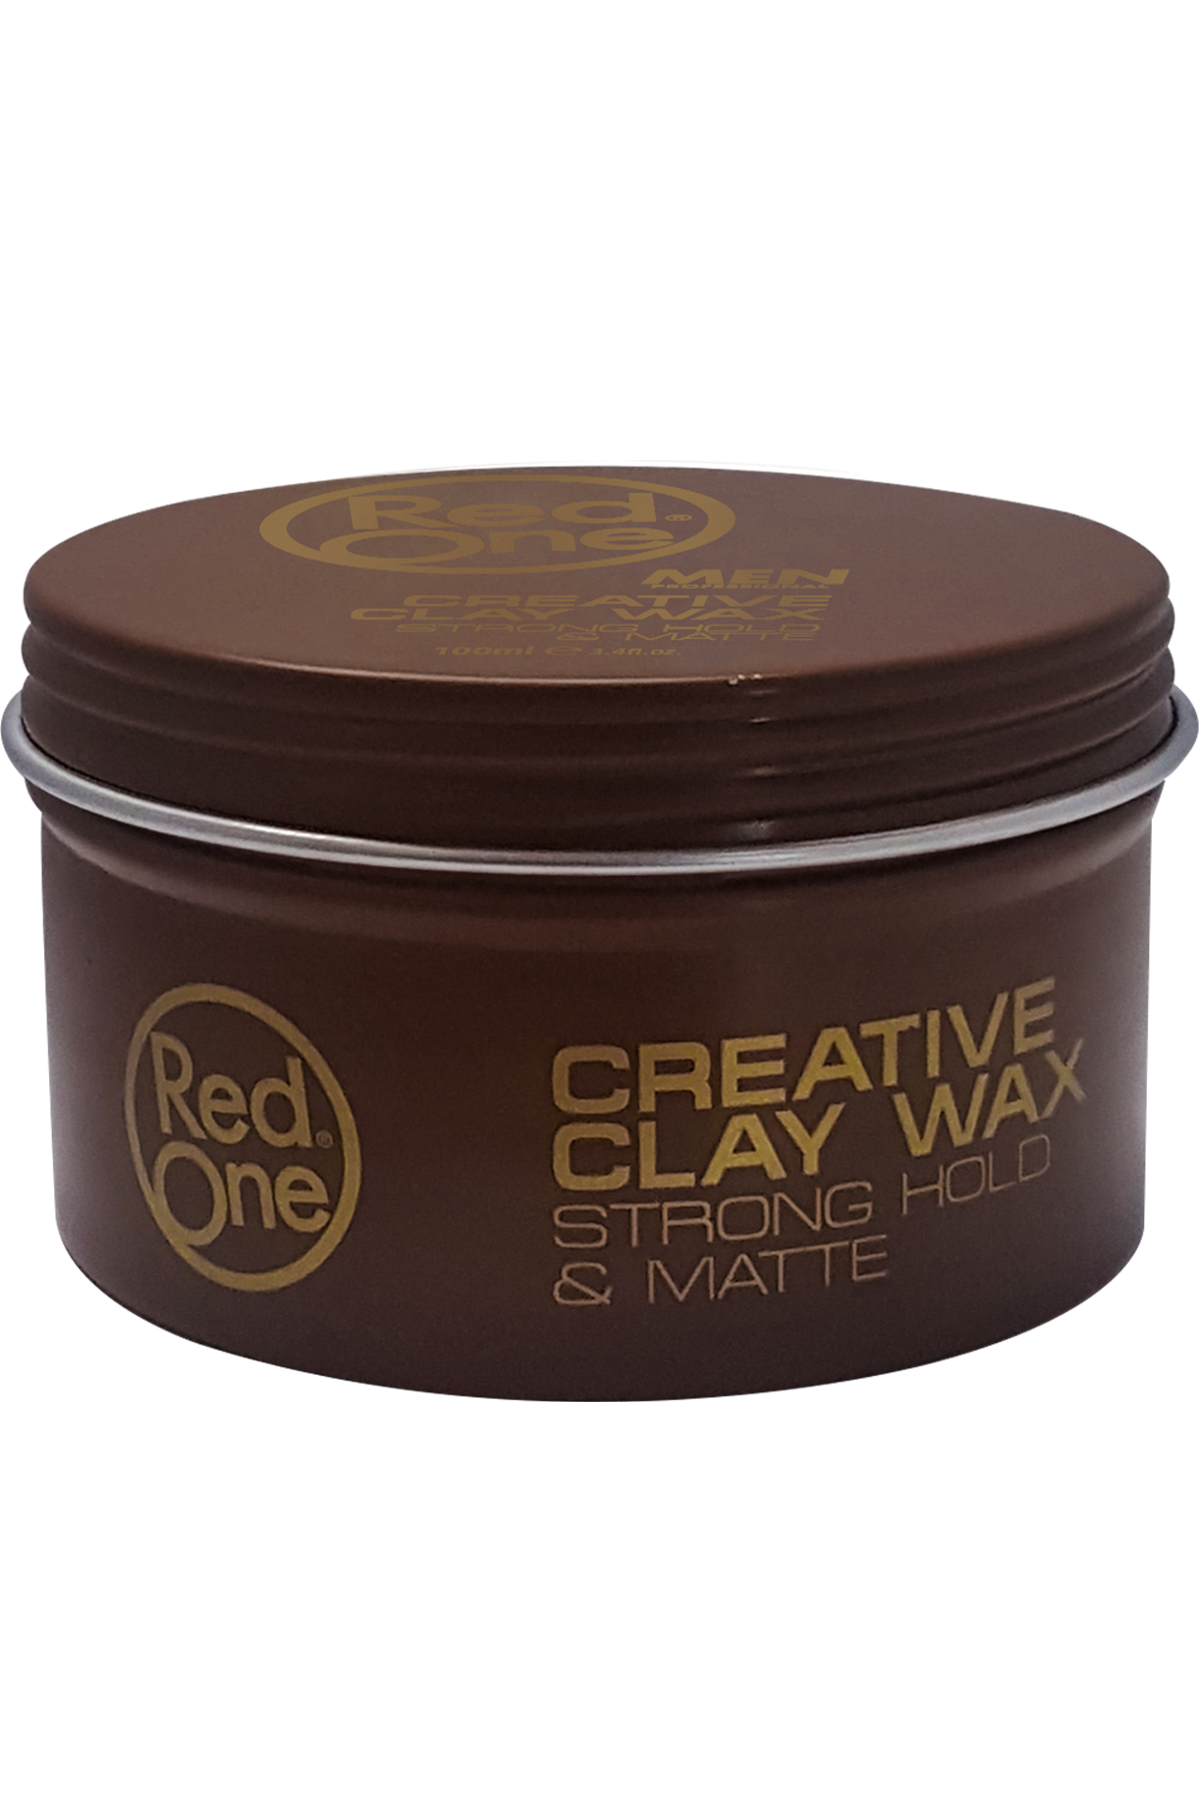 Red
One®
MEN
PROFESSIONAL
CREATIVE
CLAY WAX
STRONG HOLD
& MATTE
100ml e 3.4fl.oz.
Red
One®
CREATIVE
CLAY WAX
STRONG HOLD
& MATTE